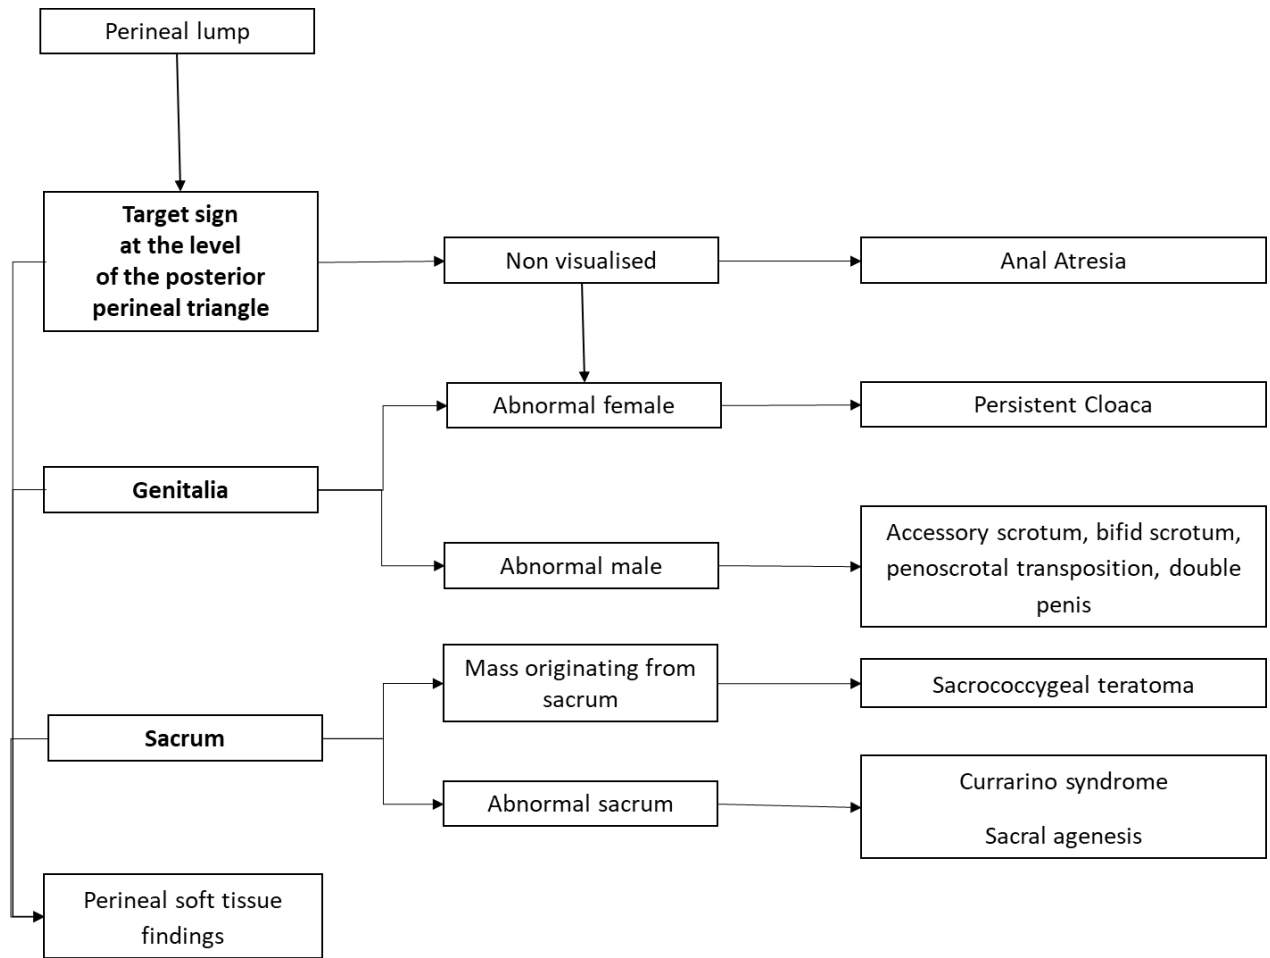 Perineal lump
Target sign
at the level
of the posterior
perineal triangle
Non visualised
Anal Atresia
Abnormal female
Persistent Cloaca
Genitalia
Abnormal male
Accessory scrotum, bifid scrotum,
penoscrotal transposition, double
penis
Mass originating from
sacrum
Sacrococcygeal teratoma
Sacrum
Abnormal sacrum
Currarino syndrome
Sacral agenesis
Perineal soft tissue
findings